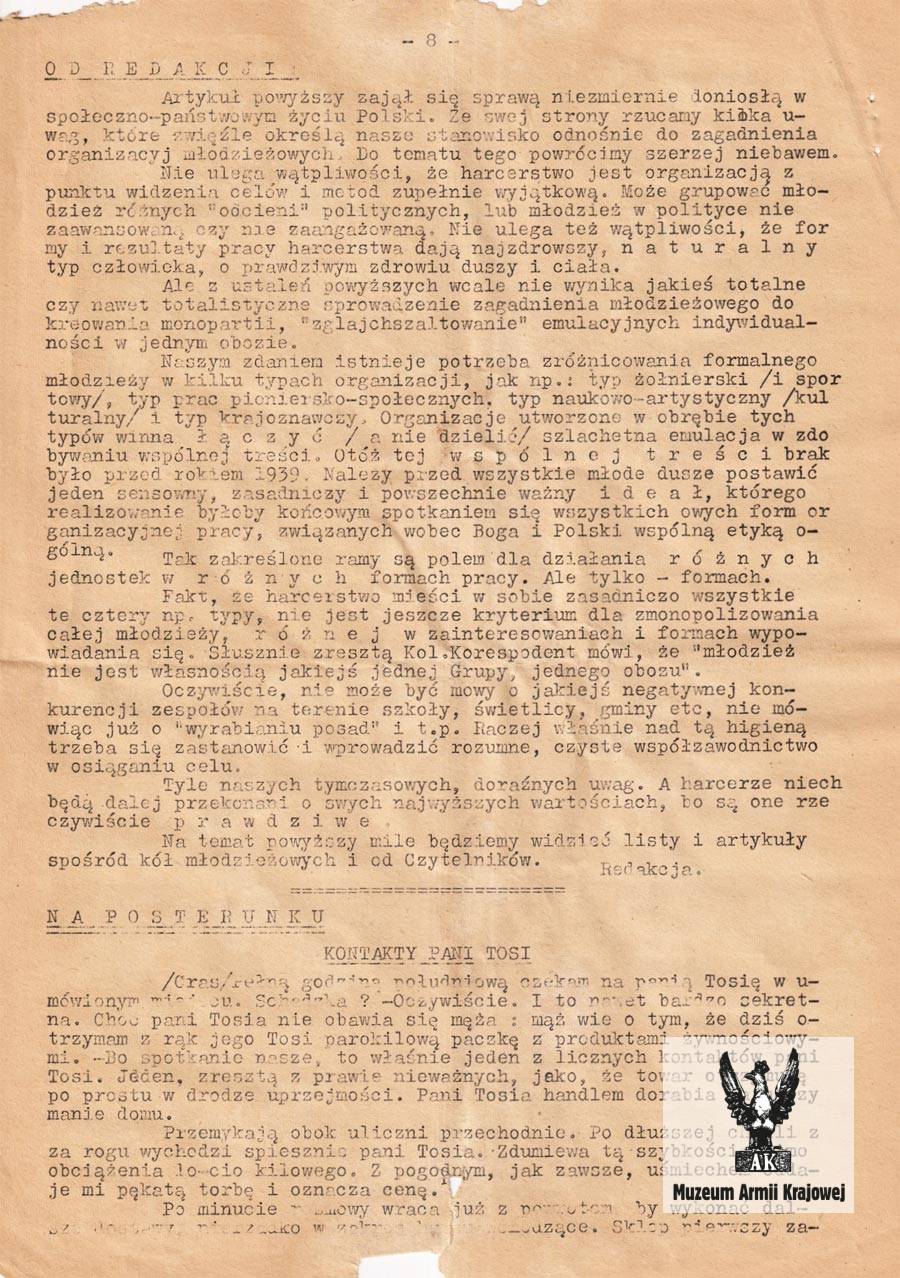 - 8 -
O D  R E D A K C J I :
Artykuł powyższy zajął się sprawą niezmiernie doniosłą w
społeczno-państwowym życiu Polski. Ze swej strony rzucamy kilka u-
wag, które zwięźle określą nasze stanowisko odnośnie do zagadnienia
organizacyj młodzieżowych. Do tematu tego powrócimy szerzej niebawem.
Nie ulega wątpliwości, że harcerstwo jest organizacją z
punktu widzenia celów i metod zupełnie wyjątkową. Może grupować mło-
dzież różnych "odcieni" politycznych, lub młodzież w polityce nie
zaawansowaną czy nie zaangażowaną. Nie ulega też wątpliwości, że for
my i rezultaty pracy harcerstwa dają najzdrowszy, n a t u r a l n y
typ człowieka, o prawdziwym zdrowiu duszy i ciała.
Ale z ustaleń powyższych wcale nie wynika jakieś totalne
czy nawet totalistyczne sprowadzenie zagadnienia młodzieżowego do
kreowania monopartii, "zglajchszaltowanie" emulacyjnych indywidual-
ności w jednym obozie.
Naszym zdaniem istnieje potrzeba zróżnicowania formalnego
młodzieży w kilku typach organizacji, jak np.: typ żołnierski /i spor
towy/, typ prac pioniersko-społecznych, typ naukowo-artystyczny /kul
turalny/ i typ krajoznawczy. Organizacje utworzone w obrębie tych
typów winna  ł ą c z y ć  / a nie dzielić/ szlachetna emulacja w zdo
bywaniu wspólnej treści. Otóż tej  w s p ó l n e j  t r e ś c i brak
było przed rokiem 1939. Należy przed wszystkie młode dusze postawić
jeden sensowny, zasadniczy i powszechnie ważny  i d e a ł, którego
realizowanie byłoby końcowym spotkaniem się wszystkich owych form or
ganizacyjnej pracy, związanych wobec Boga i Polski wspólną etyką o-
gólną.
Tak zakreślone ramy są polem dla działania  r ó ż n y c h
jednostek w  r ó ż n y c h  formach pracy. Ale tylko - formach.
Fakt, że harcerstwo mieści w sobie zasadniczo wszystkie
te cztery np. typy, nie jest jeszcze kryterium dla zmonopolizowania
całej młodzieży,  r ó ż n e j  w zainteresowaniach i formach wypo-
wiadania się. Słusznie zresztą Kol.Korespodent mówi, że "młodzież
nie jest własnością jakiejś jednej Grupy, jednego obozu".
Oczywiście, nie może być mowy o jakiejś negatywnej kon-
kurencji zespołów na terenie szkoły, świetlicy, gminy etc, nie mó-
wiąc już o "wyrabianiu posad" i t.p. Raczej właśnie nad tą higieną
trzeba się zastanowić i wprowadzić rozumne, czyste współzawodnictwo
w osiąganiu celu.
Tyle naszych tymczasowych, doraźnych uwag. A harcerze niech
będą dalej przekonani o swych najwyższych wartościach, bo są one rze
czywiście  p r a w d z i w e .
Na temat powyższy mile będziemy widzieć listy i artykuły
spośród kół młodzieżowych i od Czytelników.
Redakcja.
==========================
N A  P O S T E R U N K U
KONTAKTY PANI TOSI
/Cras/ godzinę południową czekam na panią Tosię w u-
mówionym miejscu. Schadzka ? -Oczywiście. I to nawet bardzo sekret-
na. Choć pani Tosia nie obawia się męża : mąż wie o tym, że dziś o-
trzymam z rąk jego Tosi parokilową paczkę z produktami żywnościowy-
mi. -Bo spotkanie nasze, to właśnie jeden z licznych kontaktów pani
Tosi. Jeden, zresztą z prawie nieważnych, jako, że towar
po prostu w drodze uprzejmości. Pani Tosia handlem dorabia
manie domu.
Przemykają obok uliczni przechodnie. Po dłuższej chwili z
za rogu wychodzi spiesznie pani Tosia. Zdumiewa tą szybkością
obciążenia kilowego. Z pogodnym, jak zawsze, uśmiechem
je mi pękatą torbę i oznacza cenę.
Po minucie rozmowy wraca już z powrotem, by wykonać dal-
Sklep pierwszy za-
AK
Muzeum Armii Krajowej